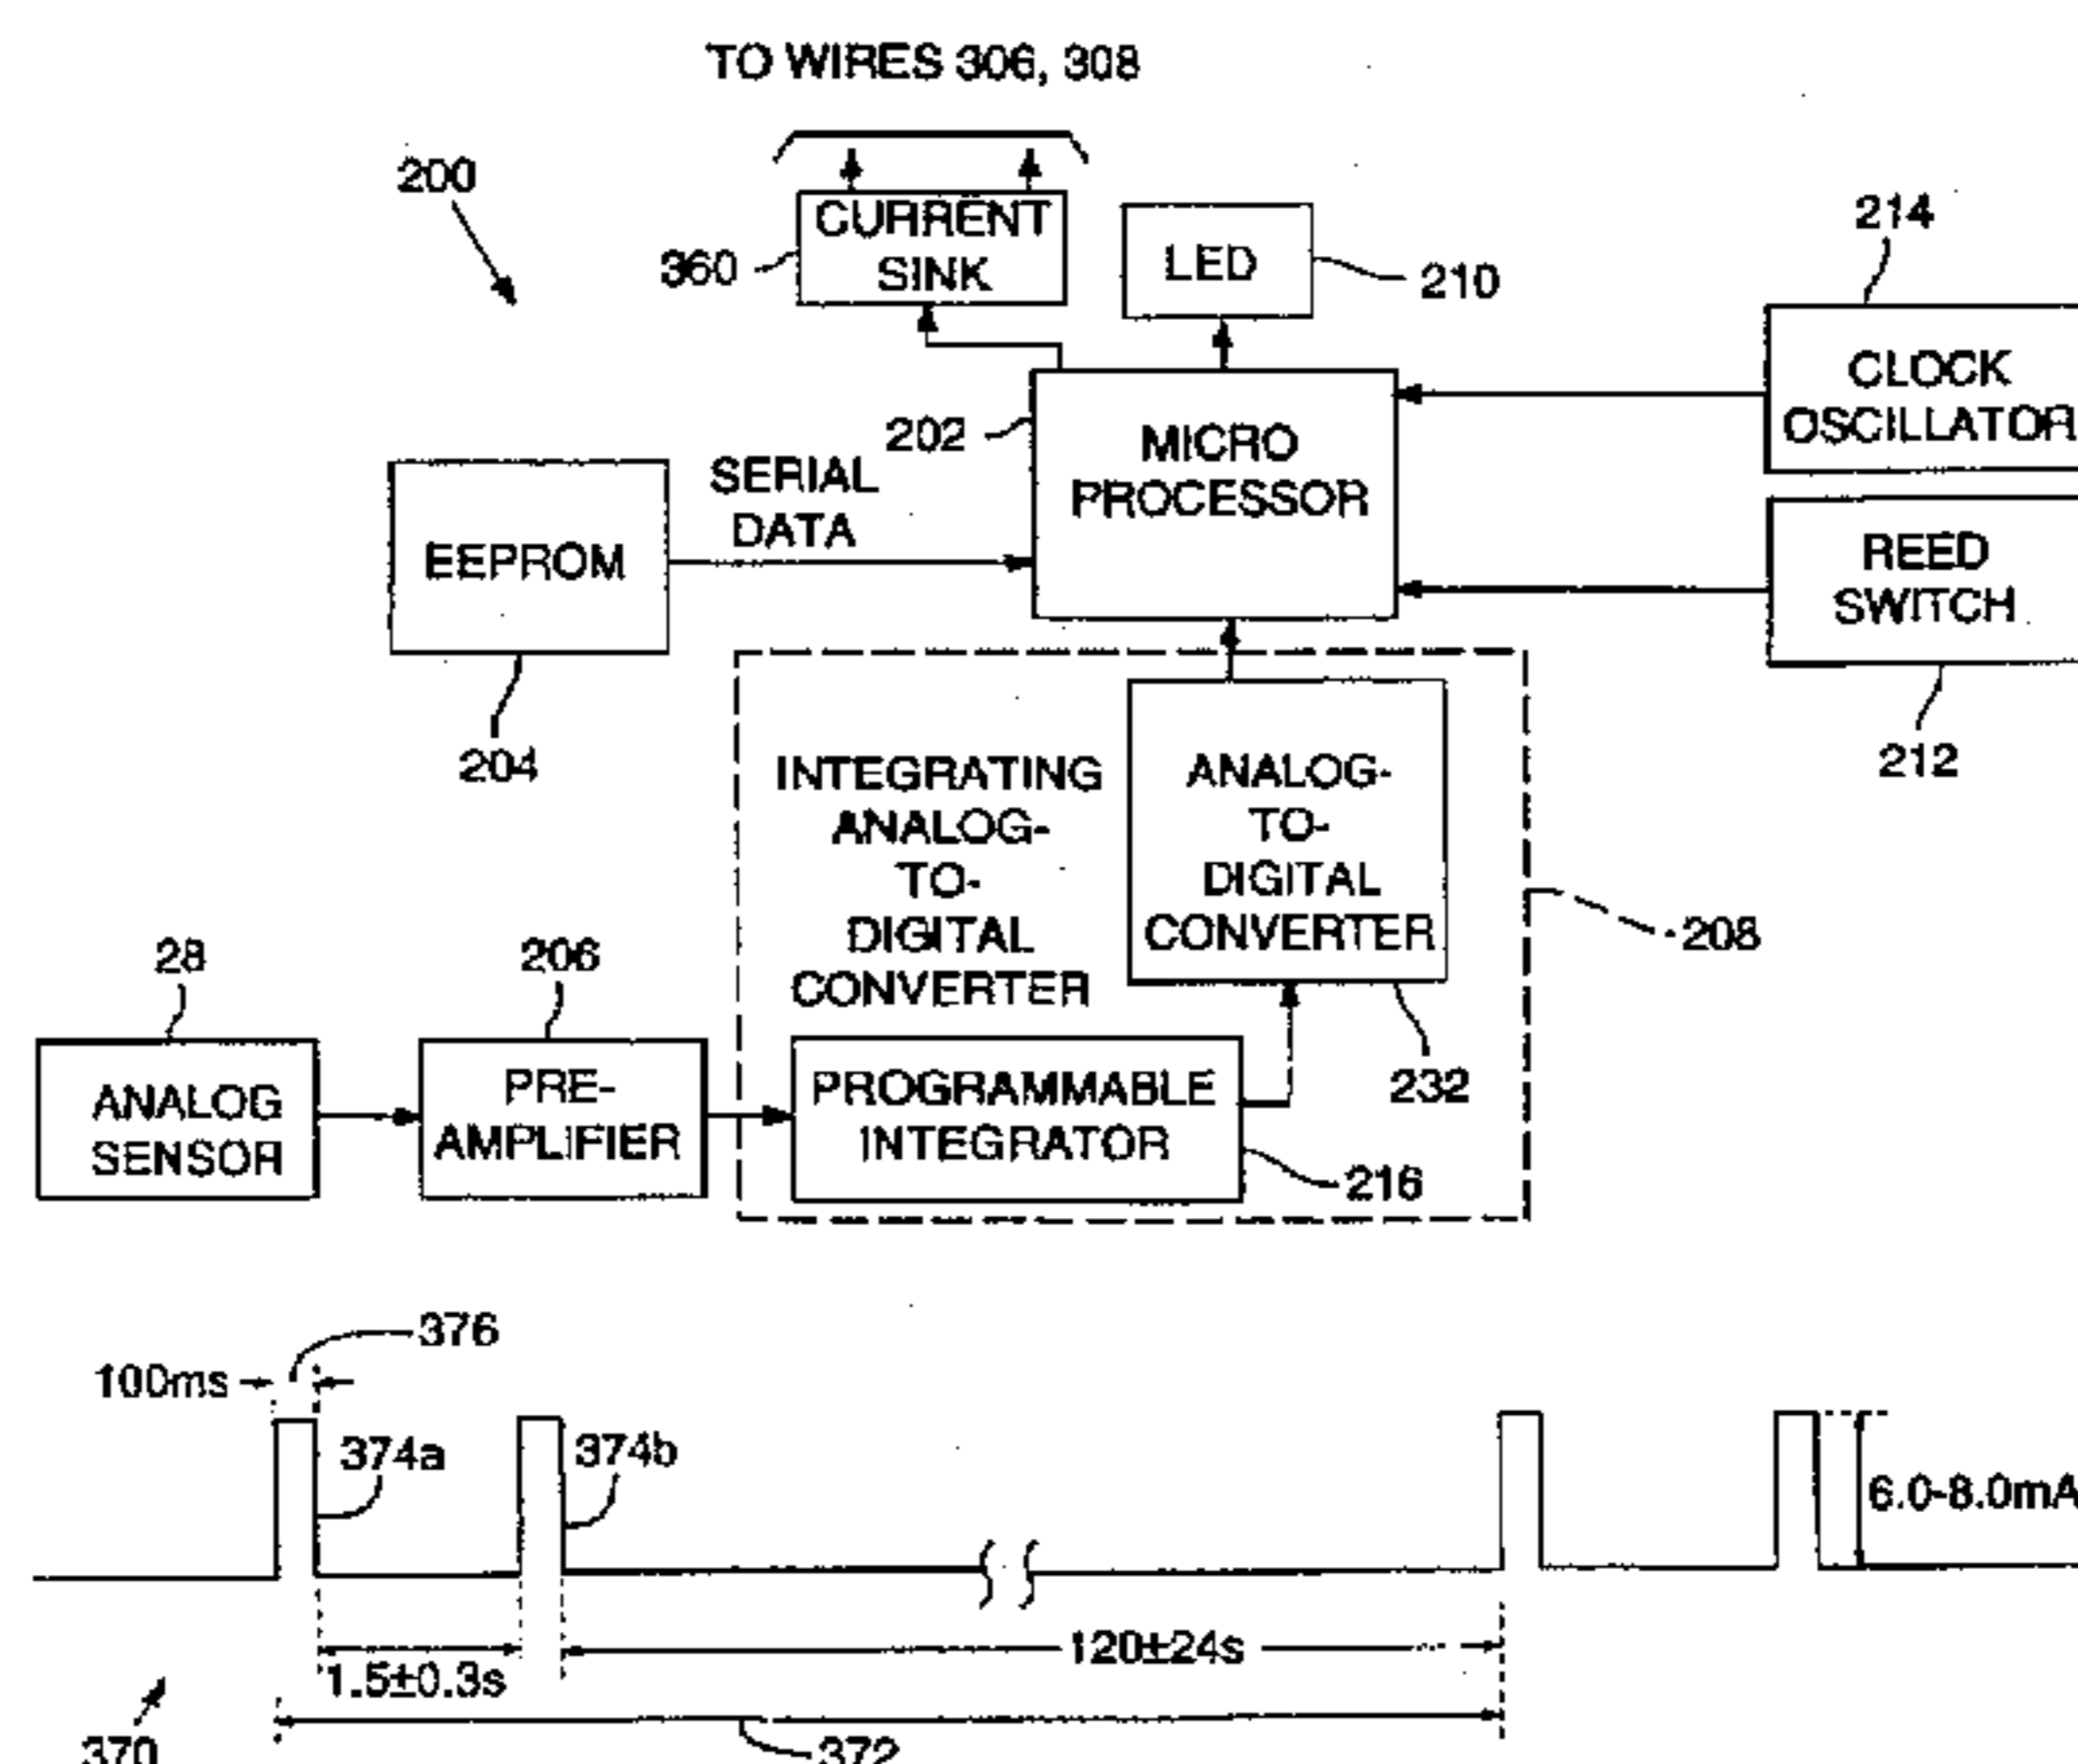 TO WIRES 306, 308
200
CURRENT
SINK
360
LED
210
214
CLOCK
OSCILLATOR
202
MICRO
PROCESSOR
SERIAL
DATA
EEPROM
204
REED
SWITCH
212
INTEGRATING
ANALOG-
TO-
DIGITAL
CONVERTER
ANALOG-
TO-
DIGITAL
CONVERTER
208
232
28
206
ANALOG
SENSOR
PRE-
AMPLIFIER
PROGRAMMABLE
INTEGRATOR
216
376
100ms
374a
374b
6.0-8.0mA
1.5±0.3s
120±24s
370
372